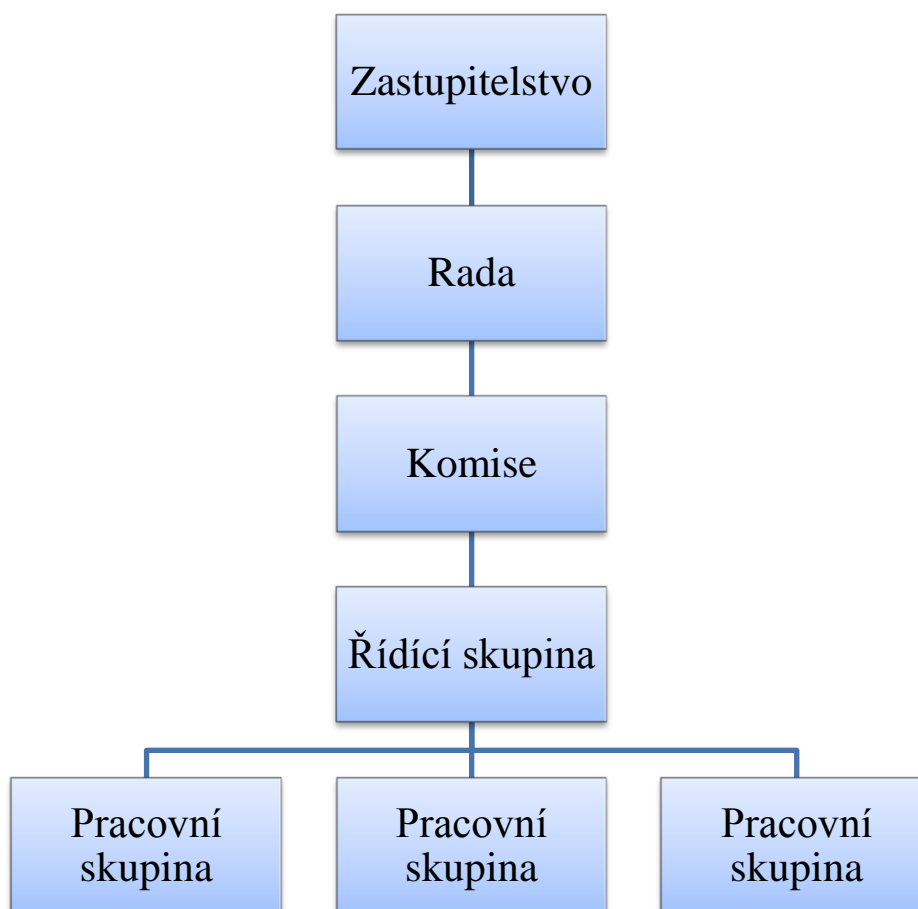 Zastupitelstvo
Rada
Komise
Řídící skupina
Pracovní
skupina
Pracovní
skupina
Pracovní
skupina